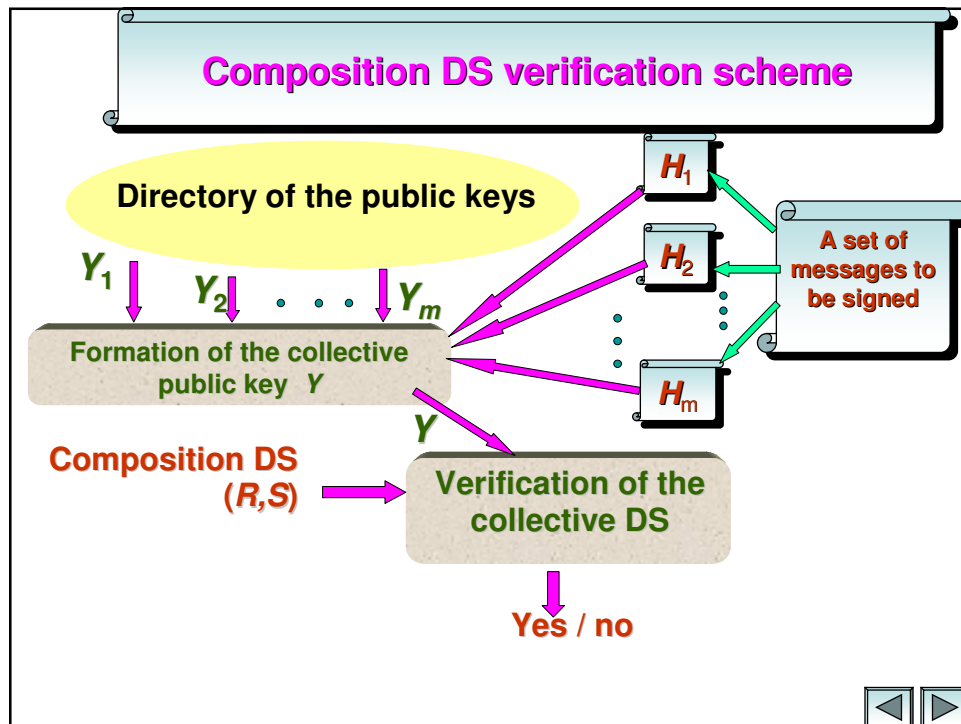 Composition DS verification scheme
Directory of the public keys
H1
H2
Hm
A set of
messages to
be signed
Y1
Y2
Ym
Formation of the collective
public key Y
Y
Composition DS
(R,S)
Verification of the
collective DS
Yes / no